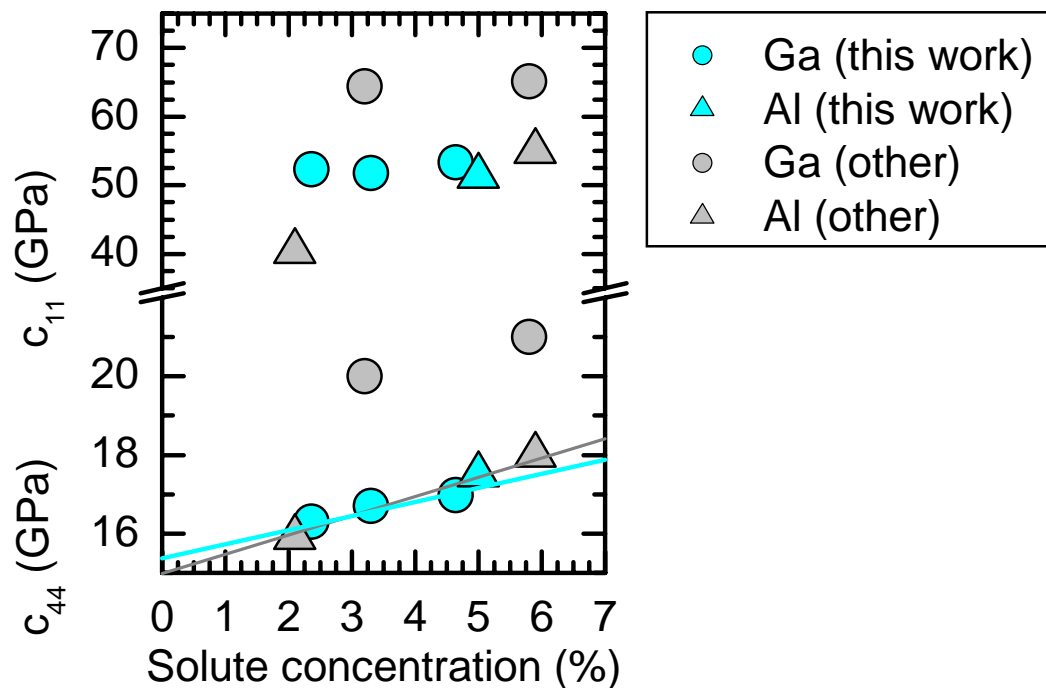 70
60
50
40
20
18
16
c₁₁ (GPa)
c₄₄ (GPa)
0 1 2 3 4 5 6 7
Solute concentration (%)
Ga (this work)
Al (this work)
Ga (other)
Al (other)